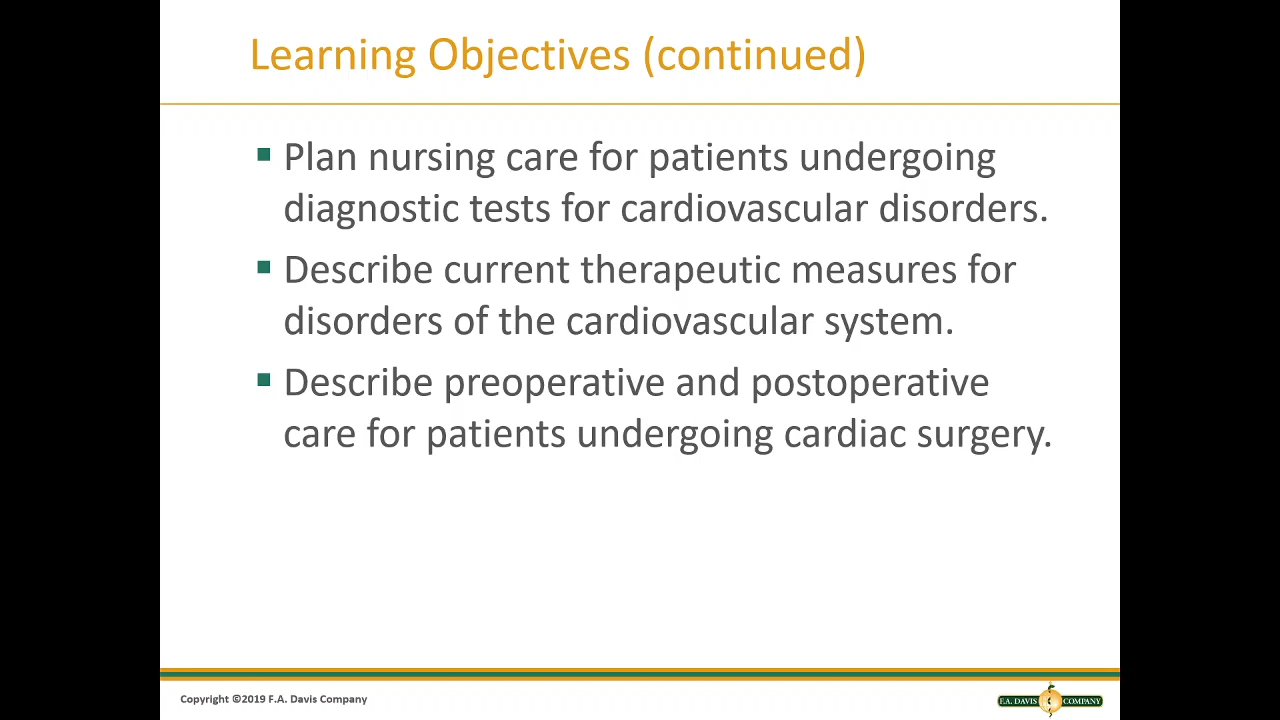 Learning Objectives (continued)
Plan nursing care for patients undergoing
diagnostic tests for cardiovascular disorders.
Describe current therapeutic measures for
disorders of the cardiovascular system.
Describe preoperative and postoperative
care for patients undergoing cardiac surgery.
Copyright ©2019 F.A. Davis Company
F.A. DAVIS COMPANY